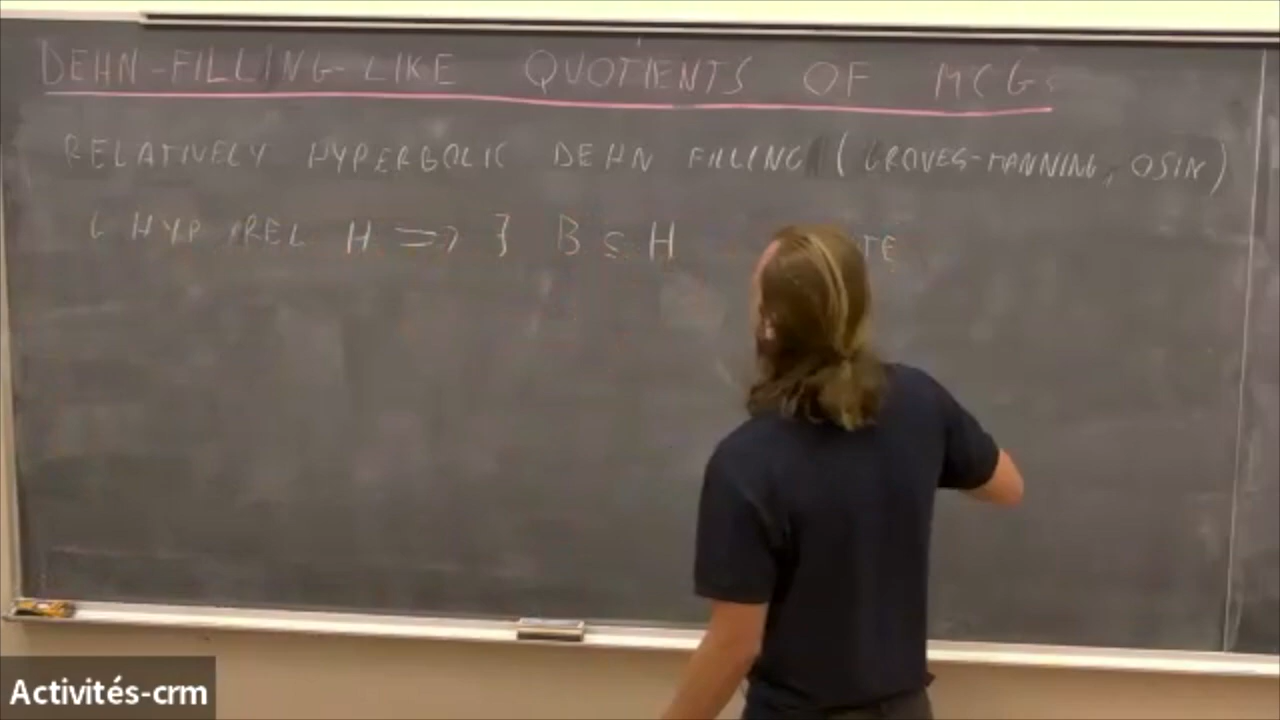 DEHN-FILLING-LIKE QUOTIENTS OF MCGs
RELATIVELY HYPERBOLIC DEHN FILLING (GROVES-MANNING, OSIN)
G HYP REL H => ∃ B ⊆ H
Activités-crm